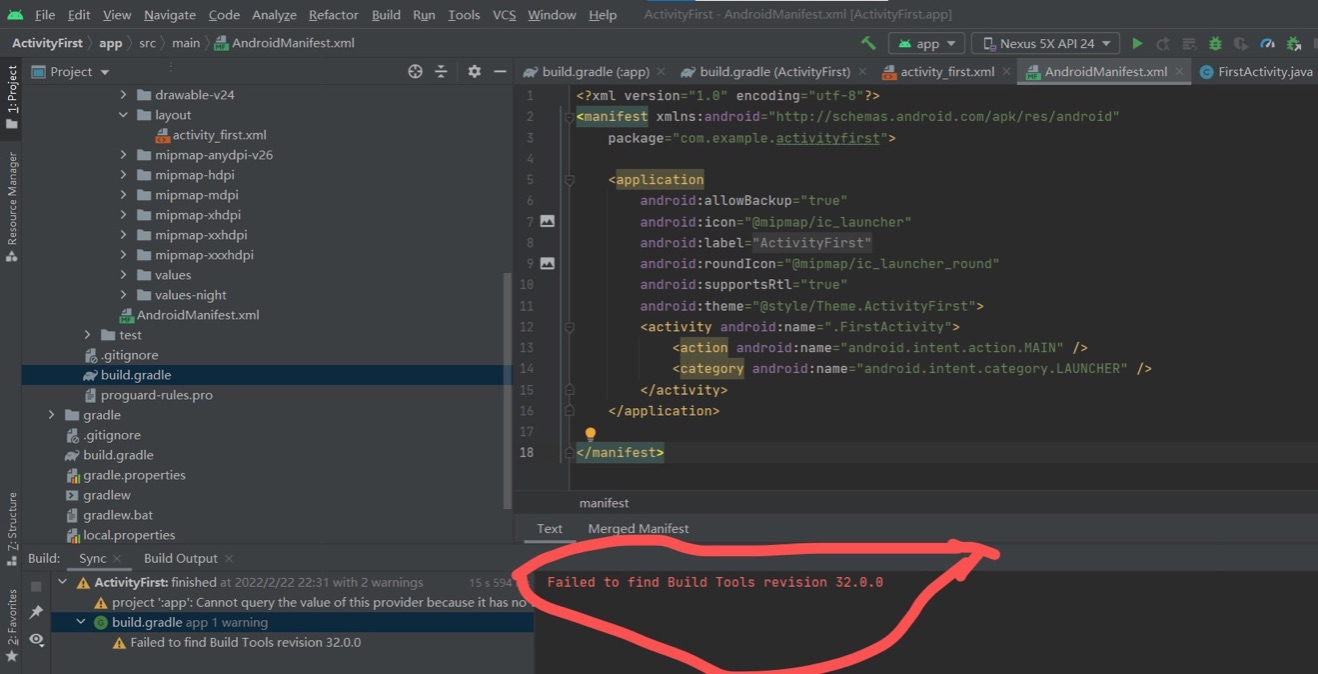 File Edit View Navigate Code Analyze Refactor Build Run Tools VCS Window Help ActivityFirst - AndroidManifest.xml [ActivityFirst.app]
ActivityFirst app src main AndroidManifest.xml app Nexus 5X API 24
1: Project
Resource Manager
7: Structure
2: Favorites
Project
drawable-v24
layout
activity_first.xml
mipmap-anydpi-v26
mipmap-hdpi
mipmap-mdpi
mipmap-xhdpi
mipmap-xxhdpi
mipmap-xxxhdpi
values
values-night
AndroidManifest.xml
test
.gitignore
build.gradle
proguard-rules.pro
gradle
.gitignore
build.gradle
gradle.properties
gradlew
gradlew.bat
local.properties
build.gradle (:app) build.gradle (ActivityFirst) activity_first.xml AndroidManifest.xml FirstActivity.java
1 <?xml version="1.0" encoding="utf-8"?>
2 <manifest xmlns:android="http://schemas.android.com/apk/res/android"
3 package="com.example.activityfirst">
4
5 <application
6 android:allowBackup="true"
7 android:icon="@mipmap/ic_launcher"
8 android:label="ActivityFirst"
9 android:roundIcon="@mipmap/ic_launcher_round"
10 android:supportsRtl="true"
11 android:theme="@style/Theme.ActivityFirst">
12 <activity android:name=".FirstActivity">
13 <action android:name="android.intent.action.MAIN" />
14 <category android:name="android.intent.category.LAUNCHER" />
15 </activity>
16 </application>
17
18 </manifest>
manifest
Text Merged Manifest
Build: Sync Build Output
ActivityFirst: finished at 2022/2/22 22:31 with 2 warnings 15 s 594
project ':app': Cannot query the value of this provider because it has no
build.gradle app 1 warning
Failed to find Build Tools revision 32.0.0
Failed to find Build Tools revision 32.0.0